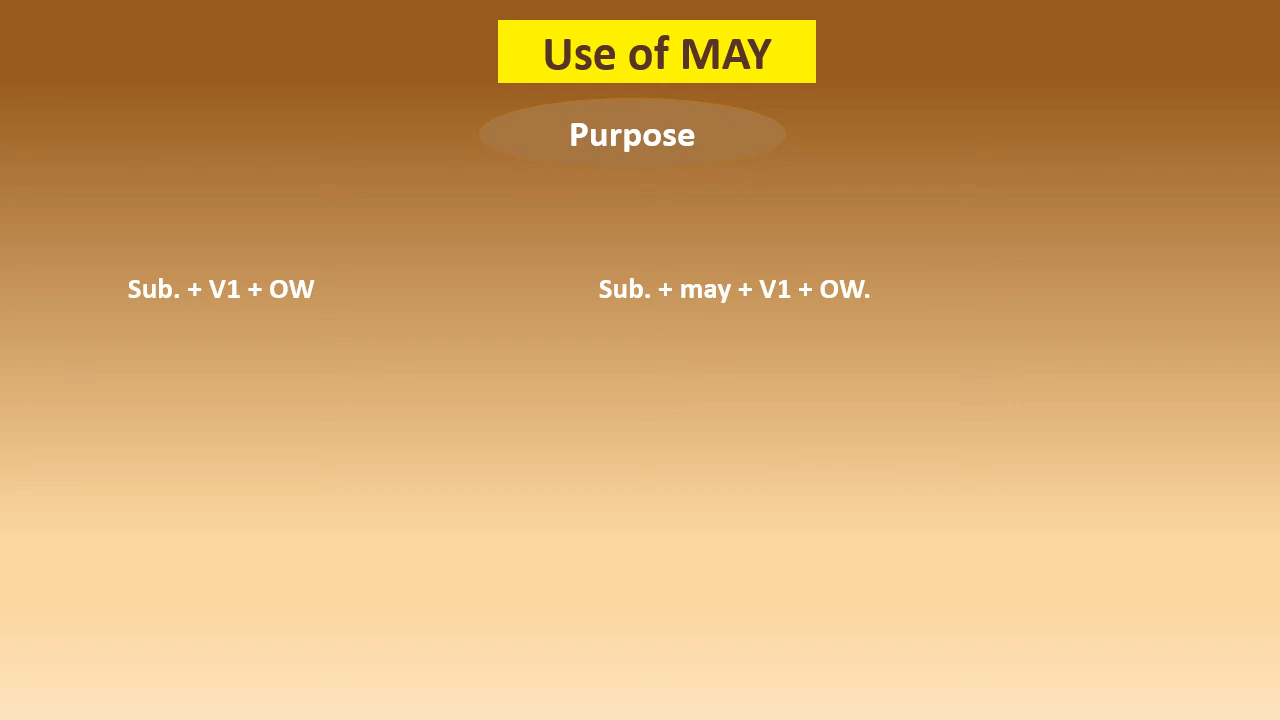 Use of MAY
Purpose
Sub. + V1 + OW
Sub. + may + V1 + OW.